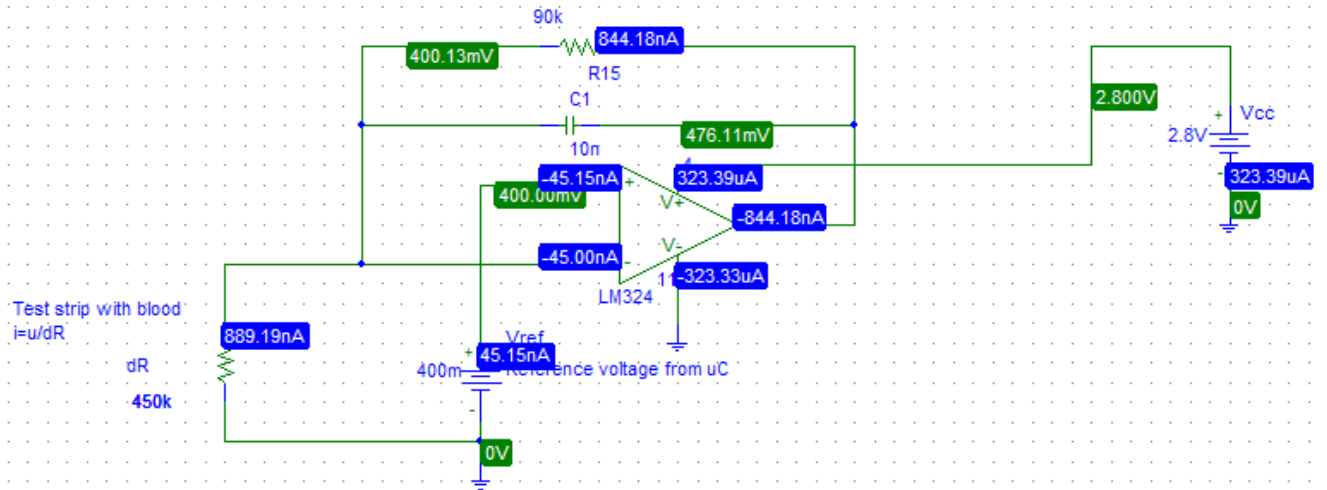 90k
844.18nA
400.13mV
R15
C1
2.800V
Vcc
+
2.8V
476.11mV
10n
-45.15nA
+
323.39uA
-
323.39uA
400.00mV
V+
0V
-844.18nA
V-
-45.00nA
-
-323.33uA
LM324
Test strip with blood
i=u/dR
889.19nA
Vref
+
45.15nA
dR
400m
Reference voltage from uC
450k
-
0V